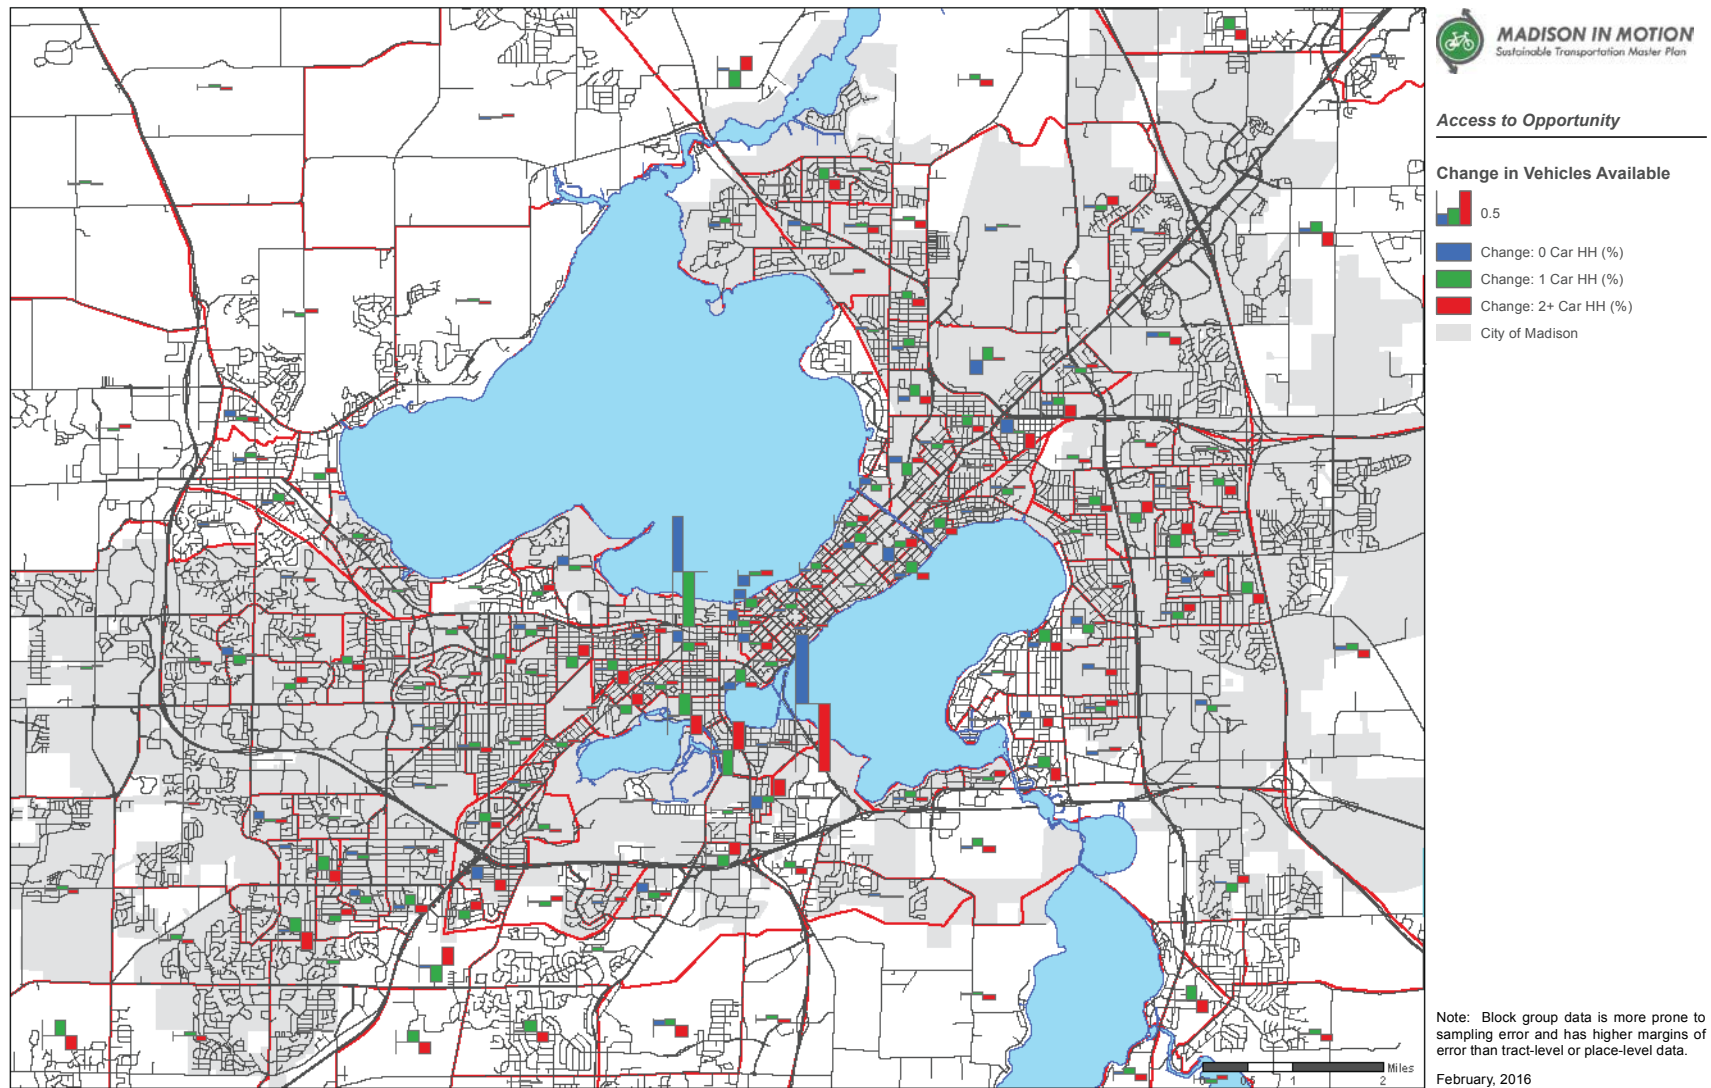 MADISON IN MOTION
Sustainable Transportation Master Plan
Access to Opportunity
Change in Vehicles Available
0.5
Change: 0 Car HH (%)
Change: 1 Car HH (%)
Change: 2+ Car HH (%)
City of Madison
Note: Block group data is more prone to
sampling error and has higher margins of
error than tract-level or place-level data.
February, 2016
0 0.5 1 2 Miles